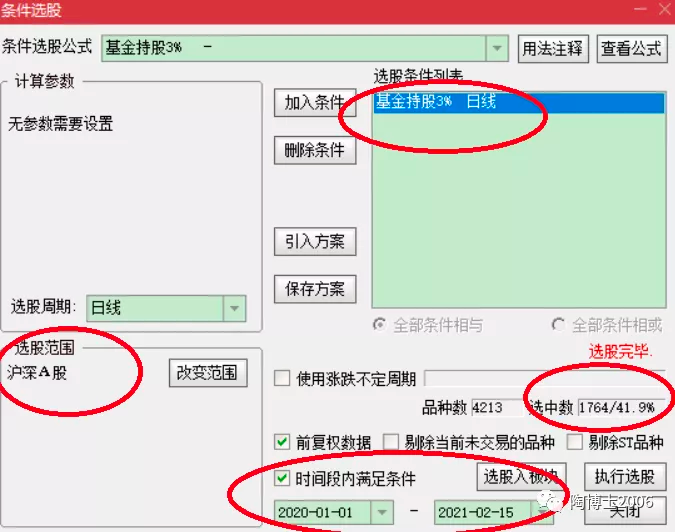 条件选股
条件选股公式 基金持股3% - 用法注释 查看公式
计算参数 选股条件列表
无参数需要设置 加入条件 基金持股3% 日线
删除条件
引入方案
保存方案
选股周期: 日线
全部条件相与 全部条件相或
选股完毕.
选股范围
沪深A股 改变范围 使用涨跌不定周期
品种数 4213 选中数 1764/41.9%
前复权数据 剔除当前未交易的品种 剔除ST品种
时间段内满足条件 选股入板块 执行选股
2020-01-01 - 2021-02-15 关闭
陶博士2006